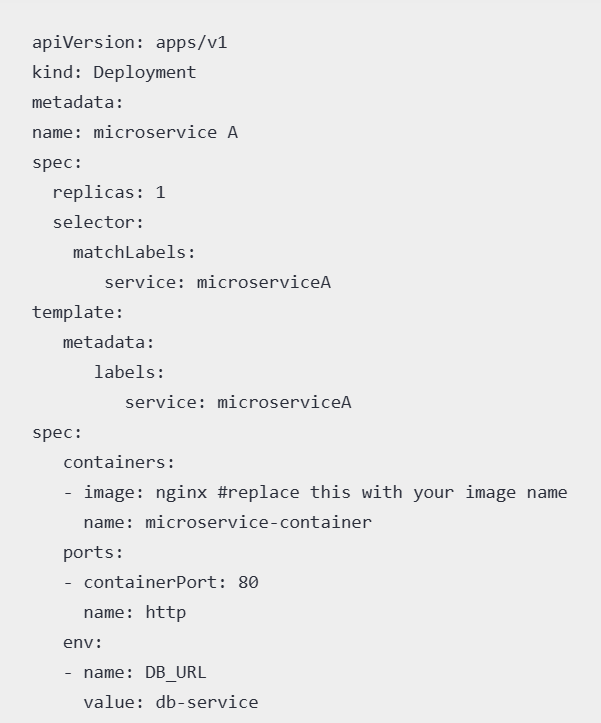 apiVersion: apps/v1
kind: Deployment
metadata:
name: microservice A
spec:
  replicas: 1
  selector:
    matchLabels:
       service: microserviceA
template:
   metadata:
      labels:
         service: microserviceA
spec:
   containers:
   - image: nginx #replace this with your image name
     name: microservice-container
   ports:
   - containerPort: 80
     name: http
   env:
   - name: DB_URL
     value: db-service